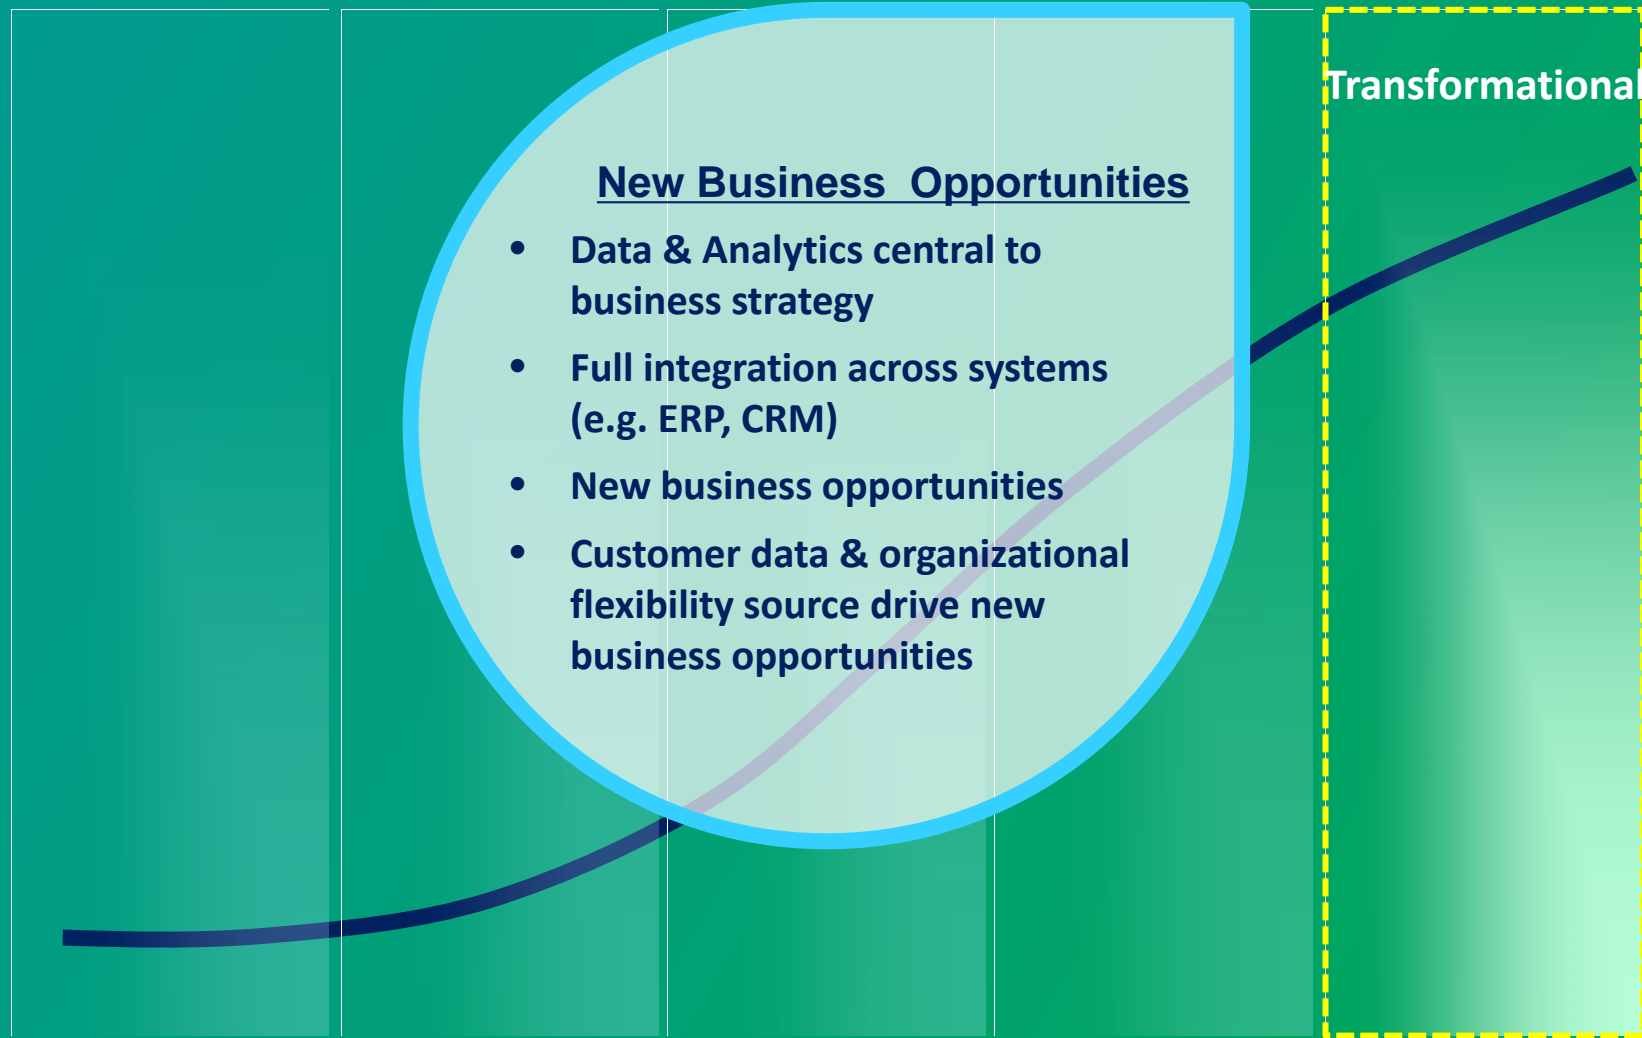 Transformational
New Business  Opportunities
• Data & Analytics central to
business strategy
• Full integration across systems
(e.g. ERP, CRM)
• New business opportunities
• Customer data & organizational
flexibility source drive new
business opportunities